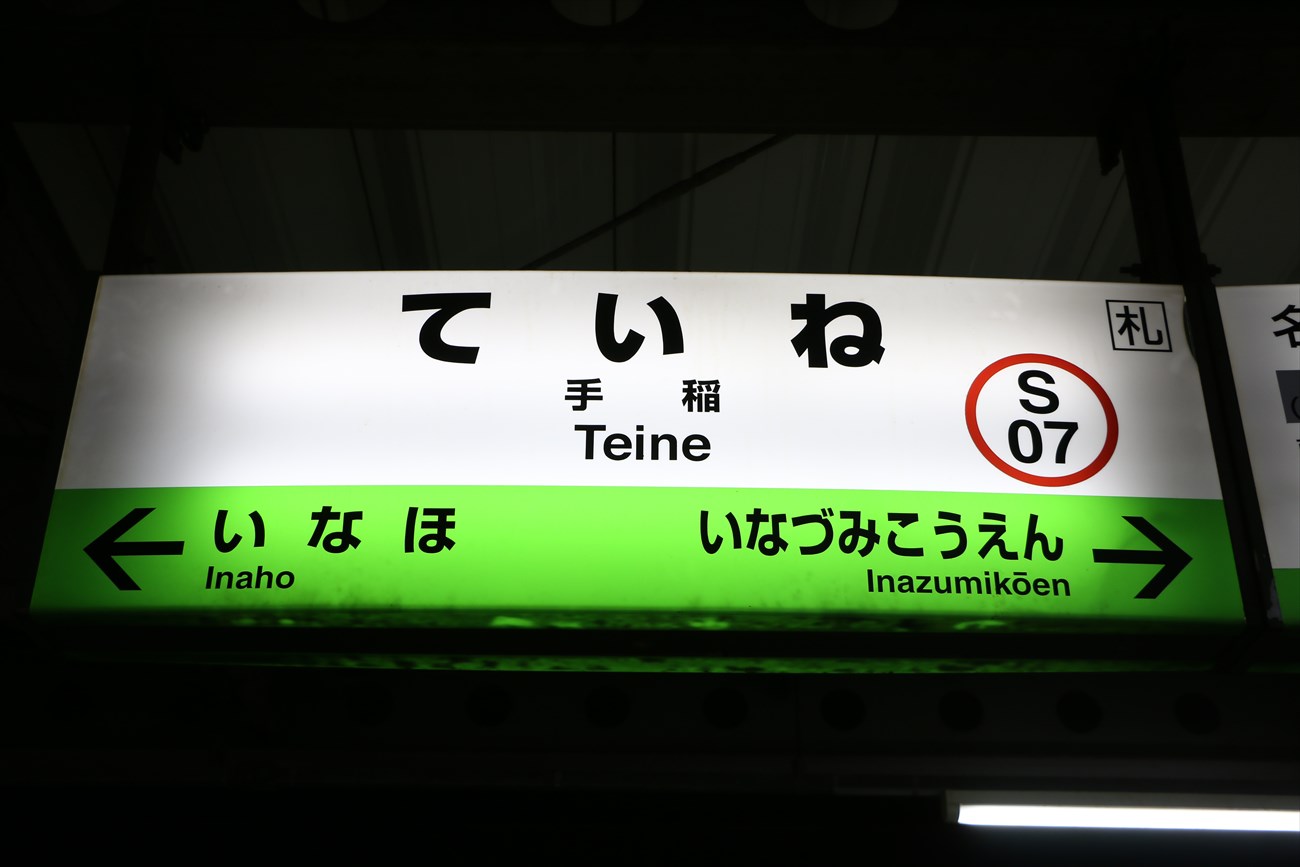 ていね
手稲
Teine
札
S
07
いなほ
Inaho
いなづみこうえん
Inazumikōen
名